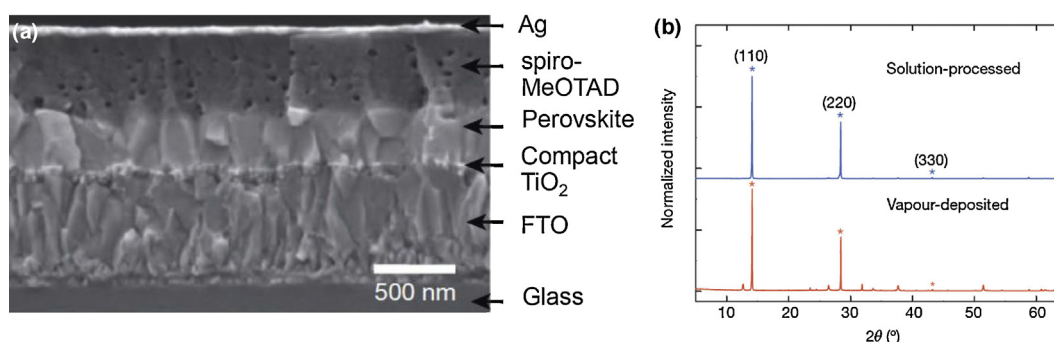 (a)
Ag
spiro-
MeOTAD
Perovskite
Compact
TiO₂
FTO
Glass
500 nm
(b)
(110)
Solution-processed
(220)
(330)
Vapour-deposited
Normalized intensity
10 20 30 40 50 60
2θ (°)